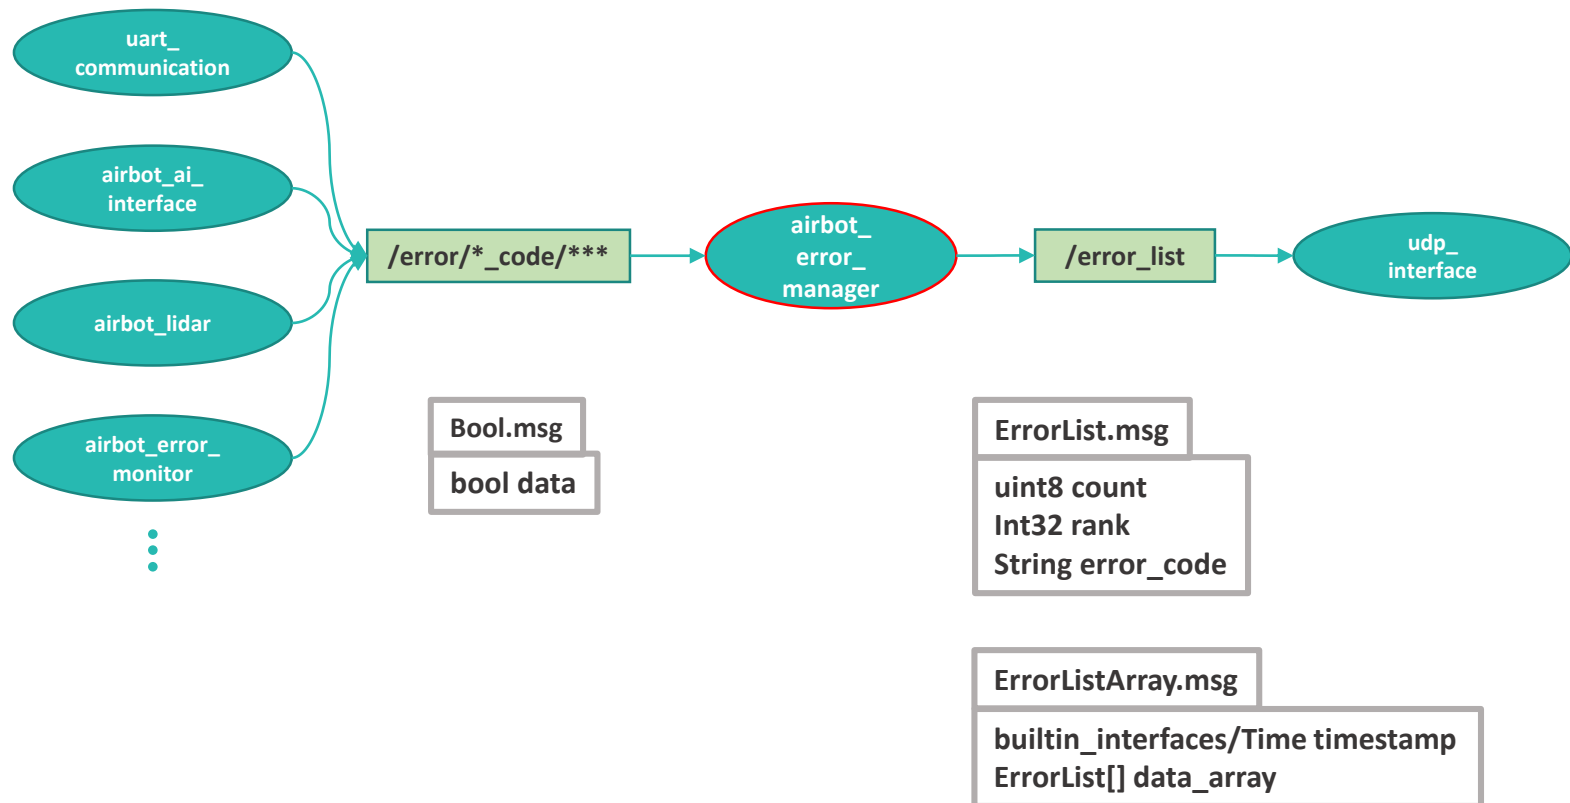 uart_
communication
airbot_ai_
interface
airbot_lidar
airbot_error_
monitor
/error/*_code/***
airbot_
error_
manager
/error_list
udp_
interface
Bool.msg
bool data
ErrorList.msg
uint8 count
Int32 rank
String error_code
ErrorListArray.msg
builtin_interfaces/Time timestamp
ErrorList[] data_array